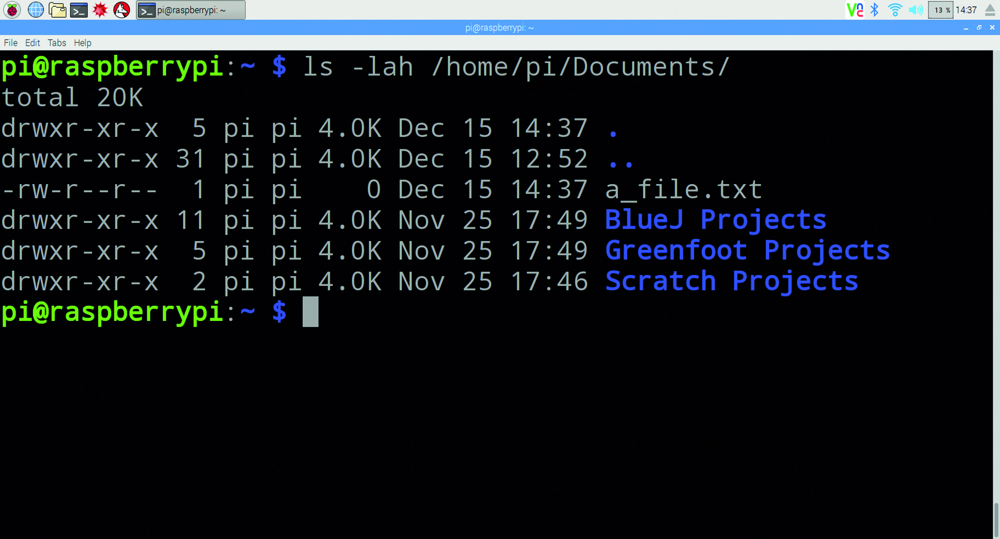 pi@raspberrypi: ~
13 %
14:37
pi@raspberrypi: ~
File Edit Tabs Help
pi@raspberrypi:~ $ ls -lah /home/pi/Documents/
total 20K
drwxr-xr-x  5 pi pi 4.0K Dec 15 14:37 .
drwxr-xr-x 31 pi pi 4.0K Dec 15 12:52 ..
-rw-r--r--  1 pi pi    0 Dec 15 14:37 a_file.txt
drwxr-xr-x 11 pi pi 4.0K Nov 25 17:49 BlueJ Projects
drwxr-xr-x  5 pi pi 4.0K Nov 25 17:49 Greenfoot Projects
drwxr-xr-x  2 pi pi 4.0K Nov 25 17:46 Scratch Projects
pi@raspberrypi:~ $